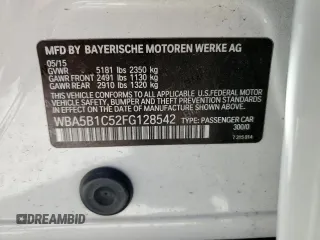 MFD BY BAYERISCHE MOTOREN WERKE AG
05/15
GVWR 5181 lbs 2350 kg
GAWR FRONT 2491 lbs 1130 kg
GAWR REAR 2910 lbs 1320 kg
THIS VEHICLE CONFORMS TO ALL APPLICABLE
FEDERAL MOTOR VEHICLE SAFETY, BUMPER, AND
THEFT PREVENTION STANDARDS IN EFFECT ON THE
DATE OF MANUFACTURE SHOWN ABOVE.
WBA5B1C52FG128542
TYPE: PASSENGER CAR
300/0
DREAMBID